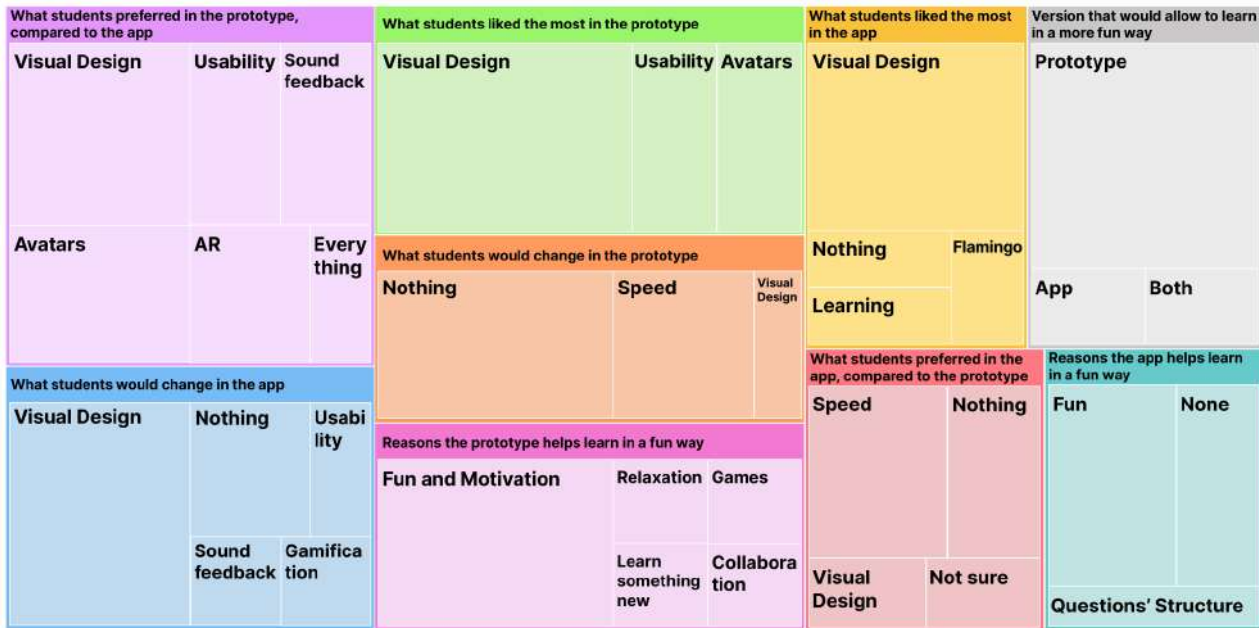 What students preferred in the prototype,
compared to the app
Visual Design
Usability
Sound
feedback
Avatars
AR
Every
thing
What students would change in the app
Visual Design
Nothing
Usabi
lity
Sound
feedback
Gamifica
tion
What students liked the most in the prototype
Visual Design
Usability
Avatars
What students would change in the prototype
Nothing
Speed
Visual
Design
Reasons the prototype helps learn in a fun way
Fun and Motivation
Relaxation
Games
Learn
something
new
Collabora
tion
What students liked the most
in the app
Visual Design
Nothing
Flamingo
Learning
Version that would allow to learn
in a more fun way
Prototype
App
Both
What students preferred in the
app, compared to the prototype
Speed
Nothing
Visual
Design
Not sure
Reasons the app helps learn
in a fun way
Fun
None
Questions’ Structure